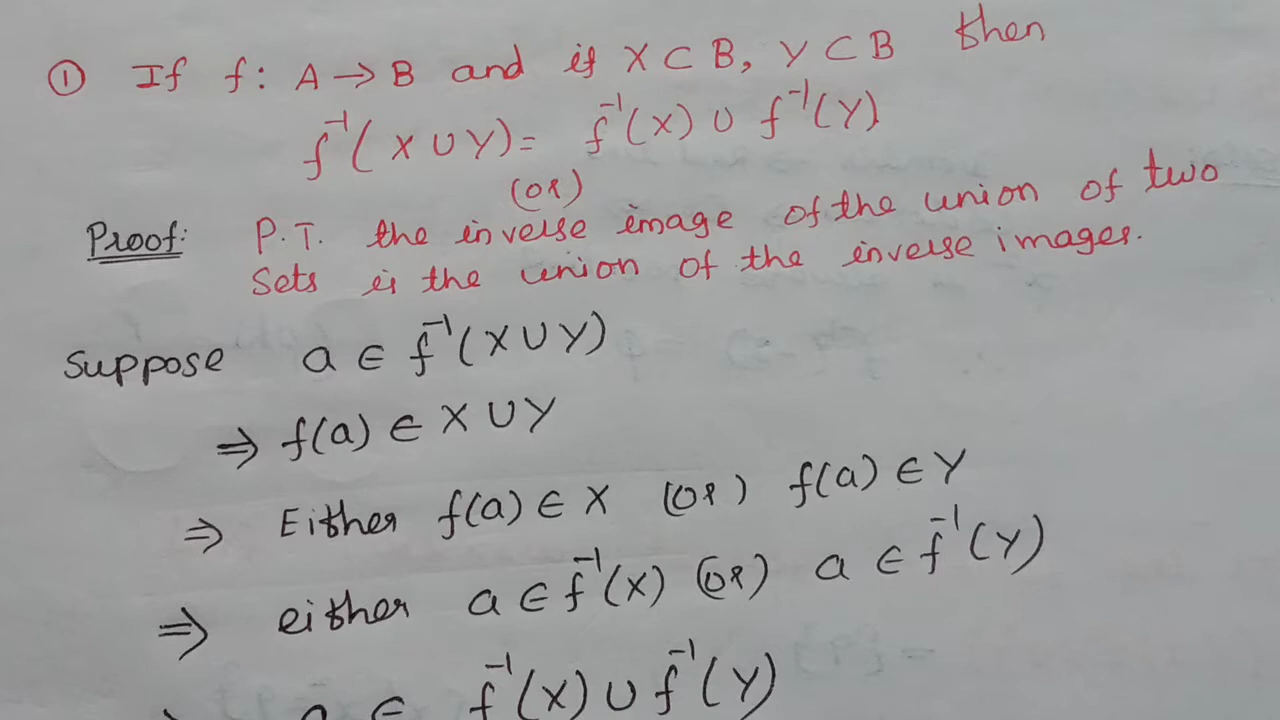 ① If f: A → B and if X ⊂ B, Y ⊂ B then
f⁻¹(X ∪ Y) = f⁻¹(X) ∪ f⁻¹(Y)
(or)
Proof: P.T. the inverse image of the union of two
Sets is the union of the inverse images.
Suppose a ∈ f⁻¹(X ∪ Y)
⇒ f(a) ∈ X ∪ Y
⇒ Either f(a) ∈ X (or) f(a) ∈ Y
⇒ either a ∈ f⁻¹(X) (or) a ∈ f⁻¹(Y)
⇒ a ∈ f⁻¹(X) ∪ f⁻¹(Y)